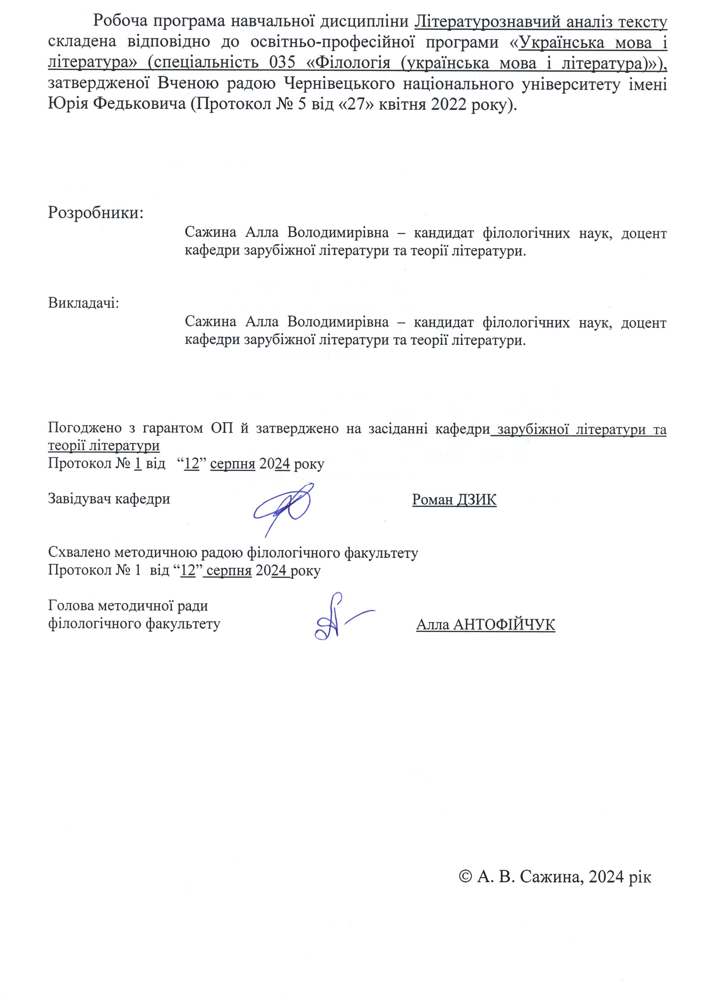 Робоча програма навчальної дисципліни Літературознавчий аналіз тексту
складена відповідно до освітньо-професійної програми «Українська мова і
література» (спеціальність 035 «Філологія (українська мова і література)»),
затвердженої Вченою радою Чернівецького національного університету імені
Юрія Федьковича (Протокол № 5 від «27» квітня 2022 року).
Розробники:
Сажина Алла Володимирівна – кандидат філологічних наук, доцент
кафедри зарубіжної літератури та теорії літератури.
Викладачі:
Сажина Алла Володимирівна – кандидат філологічних наук, доцент
кафедри зарубіжної літератури та теорії літератури.
Погоджено з гарантом ОП й затверджено на засіданні кафедри зарубіжної літератури та
теорії літератури
Протокол № 1 від “12” серпня 2024 року
Завідувач кафедри Роман ДЗИК
Схвалено методичною радою філологічного факультету
Протокол № 1 від “12” серпня 2024 року
Голова методичної ради
філологічного факультету Алла АНТОФІЙЧУК
© А. В. Сажина, 2024 рік